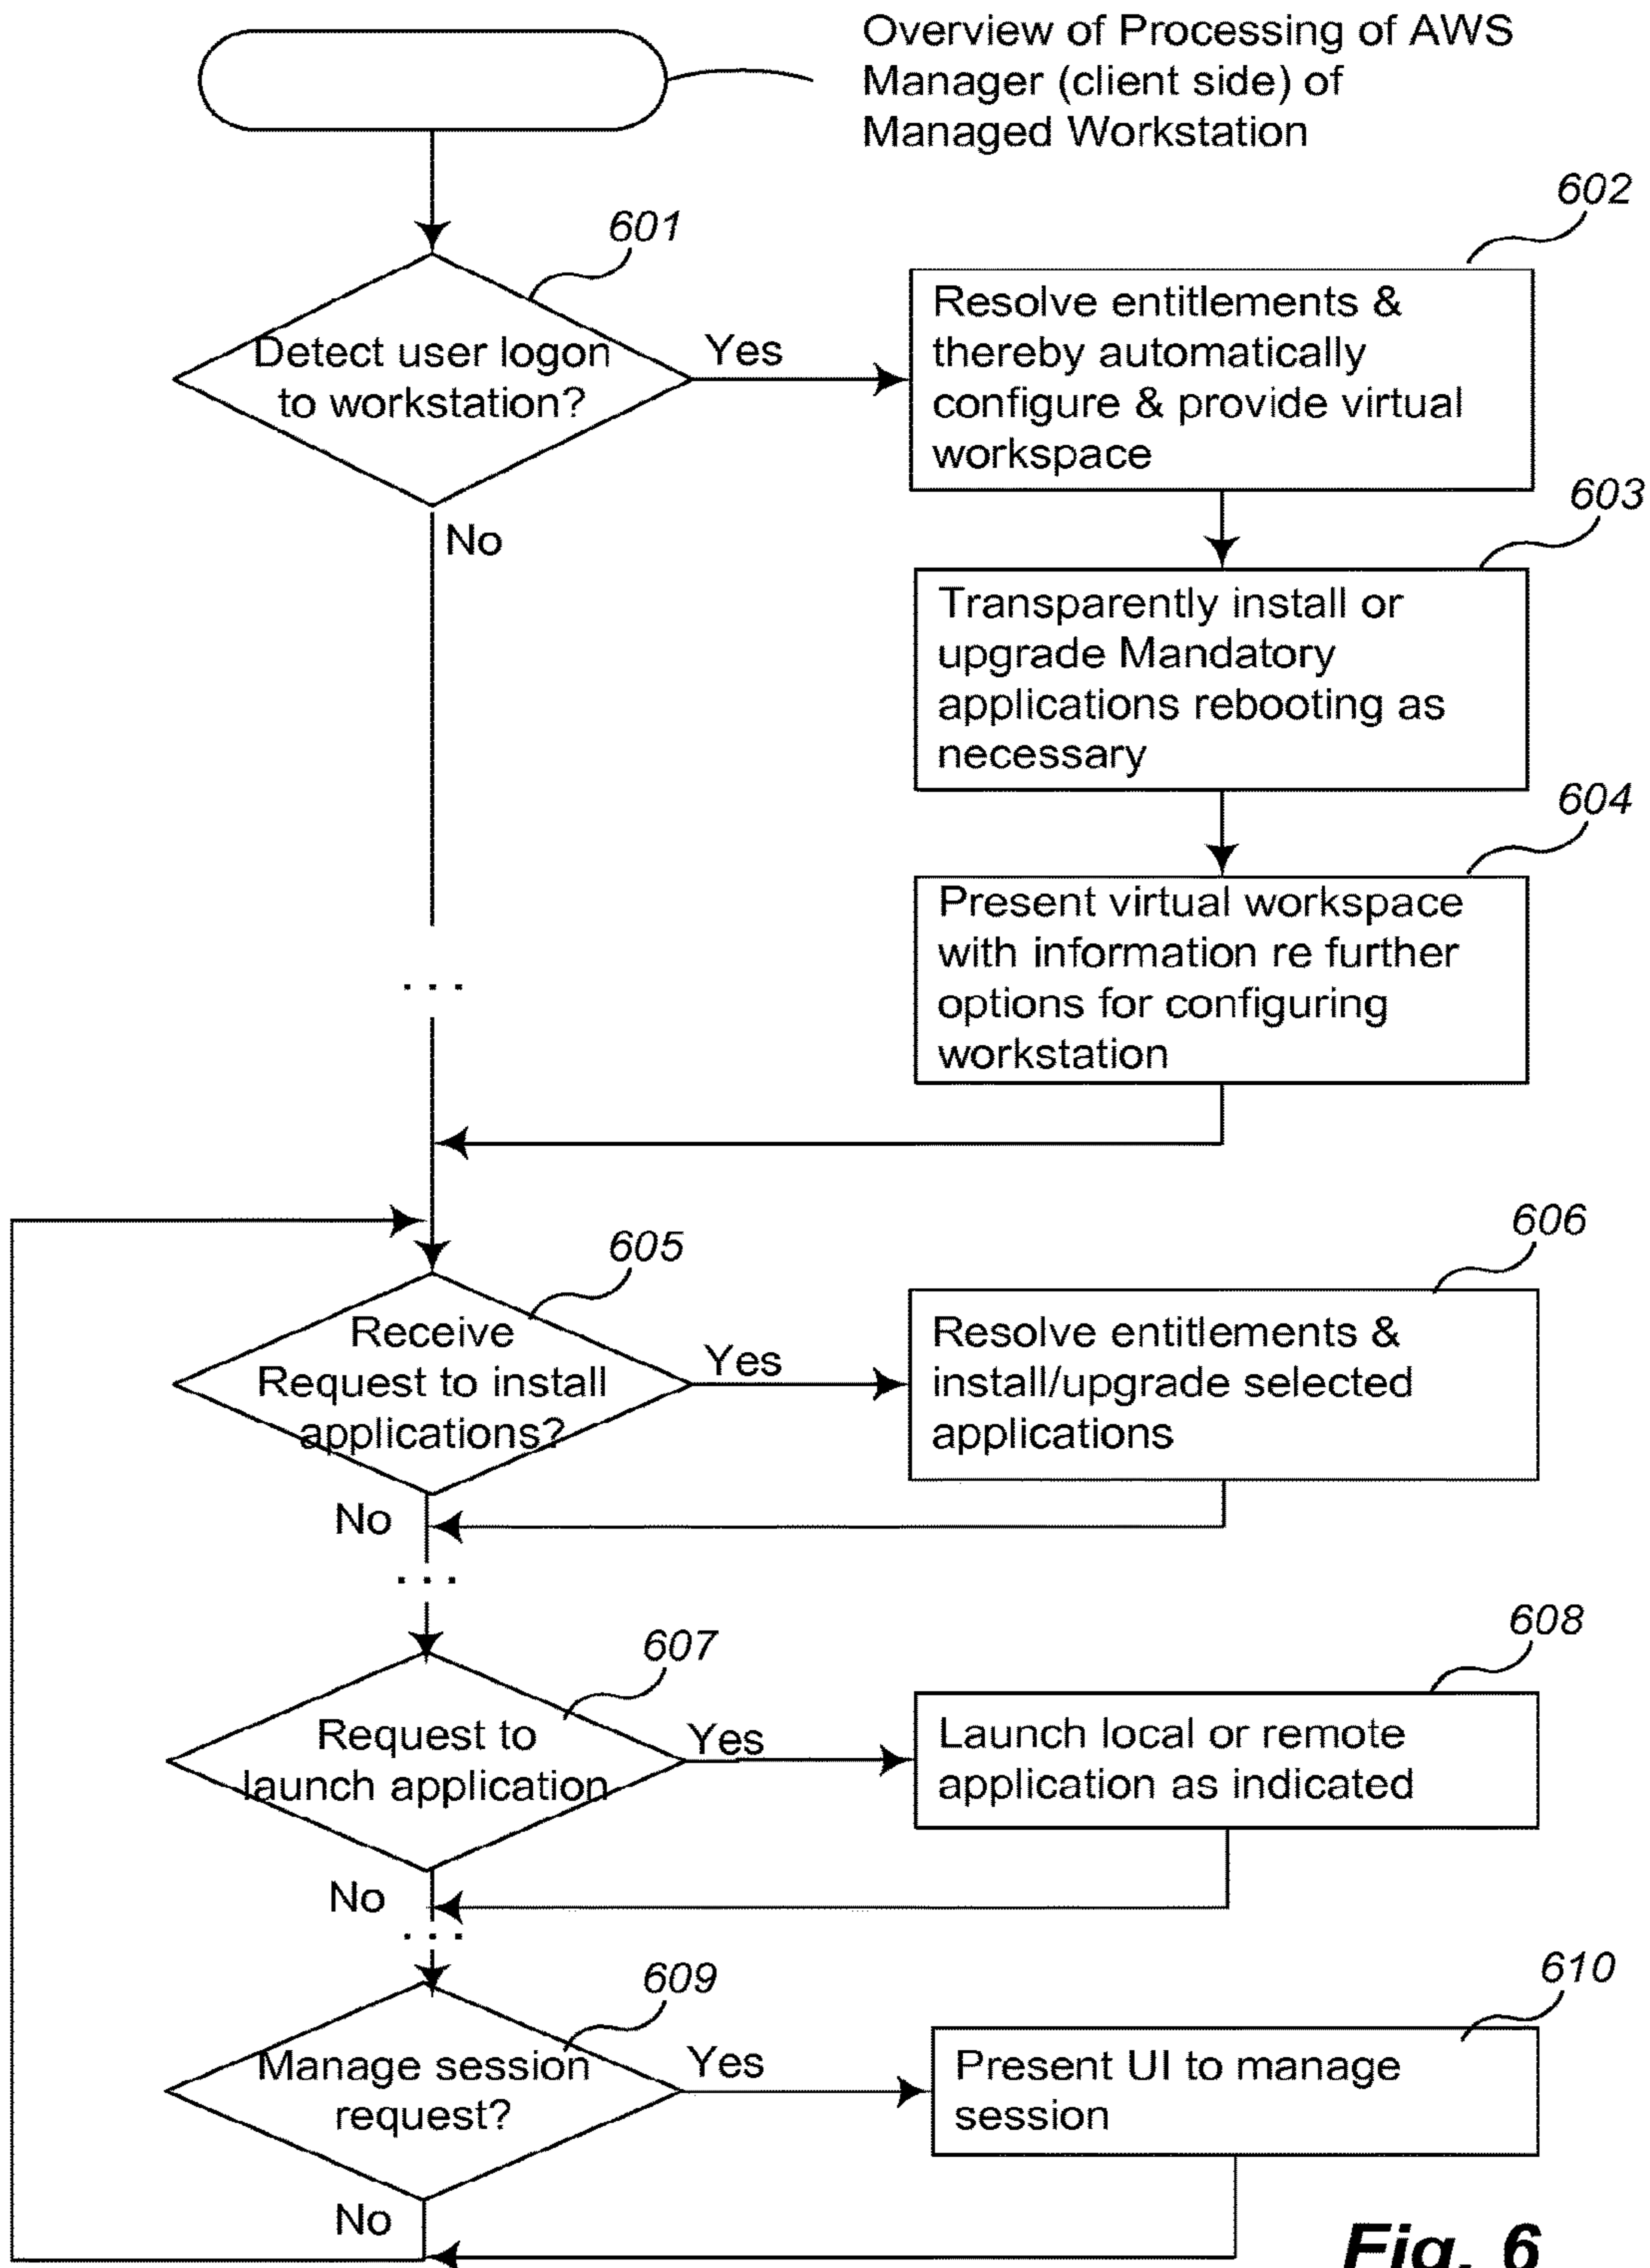 Overview of Processing of AWS
Manager (client side) of
Managed Workstation
601
Detect user logon
to workstation?
Yes
No
602
Resolve entitlements &
thereby automatically
configure & provide virtual
workspace
603
Transparently install or
upgrade Mandatory
applications rebooting as
necessary
604
Present virtual workspace
with information re further
options for configuring
workstation
. . .
605
Receive
Request to install
applications?
Yes
No
606
Resolve entitlements &
install/upgrade selected
applications
. . .
607
Request to
launch application
Yes
No
608
Launch local or remote
application as indicated
. . .
609
Manage session
request?
Yes
No
610
Present UI to manage
session
Fig. 6